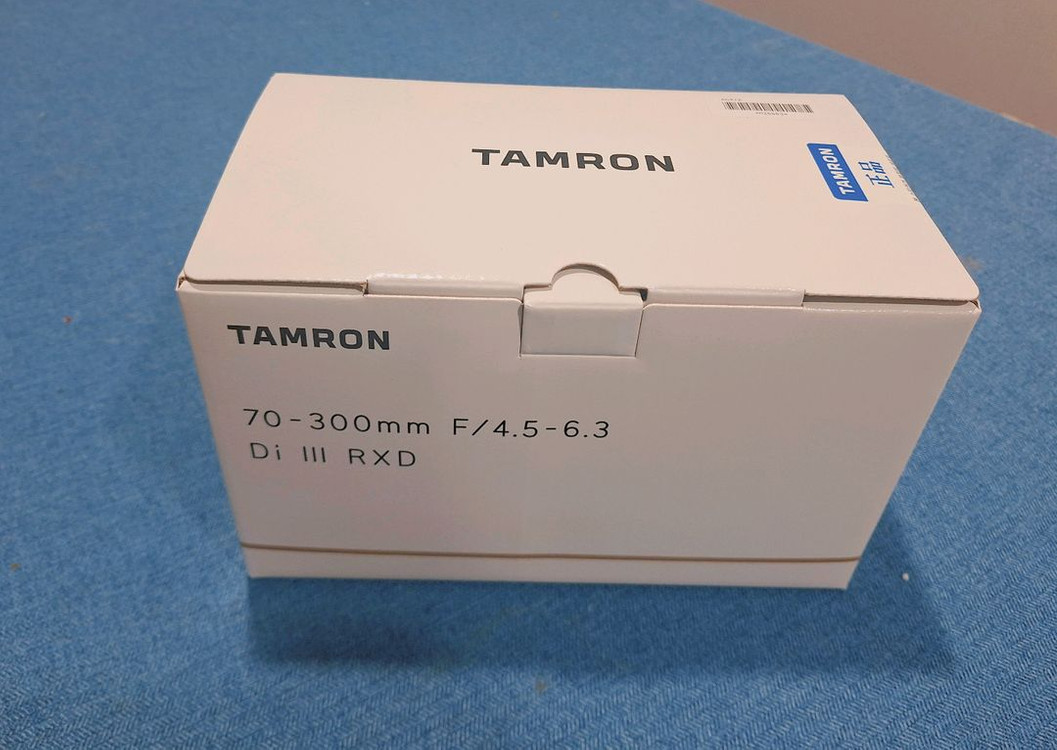 TAMRON
TAMRON
正品
TAMRON
70-300mm F/4.5-6.3
Di III RXD